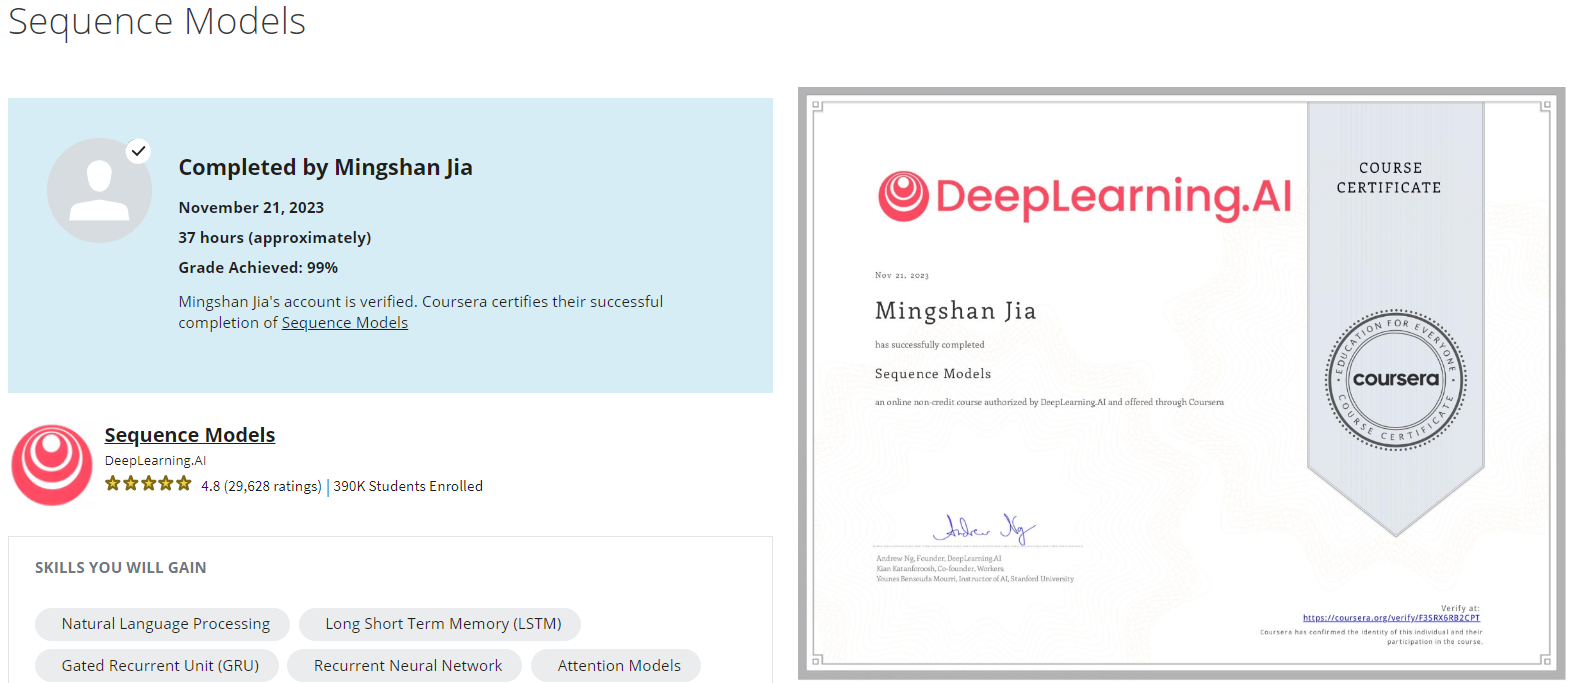 Sequence Models
Completed by Mingshan Jia
November 21, 2023
37 hours (approximately)
Grade Achieved: 99%
Mingshan Jia's account is verified. Coursera certifies their successful
completion of Sequence Models
Sequence Models
DeepLearning.AI
4.8 (29,628 ratings) | 390K Students Enrolled
SKILLS YOU WILL GAIN
Natural Language Processing
Long Short Term Memory (LSTM)
Gated Recurrent Unit (GRU)
Recurrent Neural Network
Attention Models
DeepLearning.AI
COURSE
CERTIFICATE
Nov 21, 2023
Mingshan Jia
has successfully completed
Sequence Models
an online non-credit course authorized by DeepLearning.AI and offered through Coursera
EDUCATION FOR EVERYONE
coursera
COURSE CERTIFICATE
Andrew Ng
Andrew Ng, Founder, DeepLearning.AI
Kian Katanforoosh, Co-founder, Workera
Younes Bensouda Mourri, Instructor of AI, Stanford University
Verify at:
https://coursera.org/verify/F3SRX6RB2CPT
Coursera has confirmed the identity of this individual and their
participation in the course.